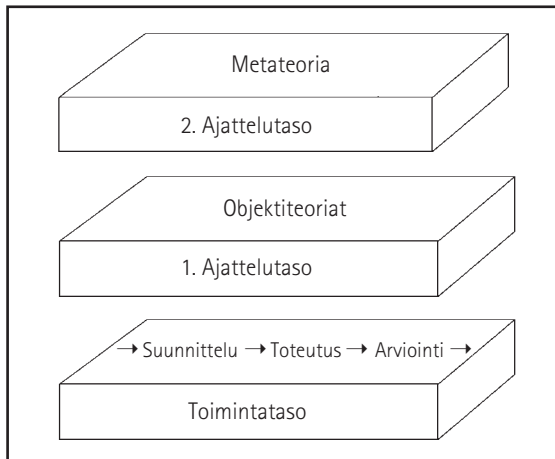 Metateoria
2. Ajattelutaso
Objektiteoriat
1. Ajattelutaso
→ Suunnittelu → Toteutus → Arviointi →
Toimintataso